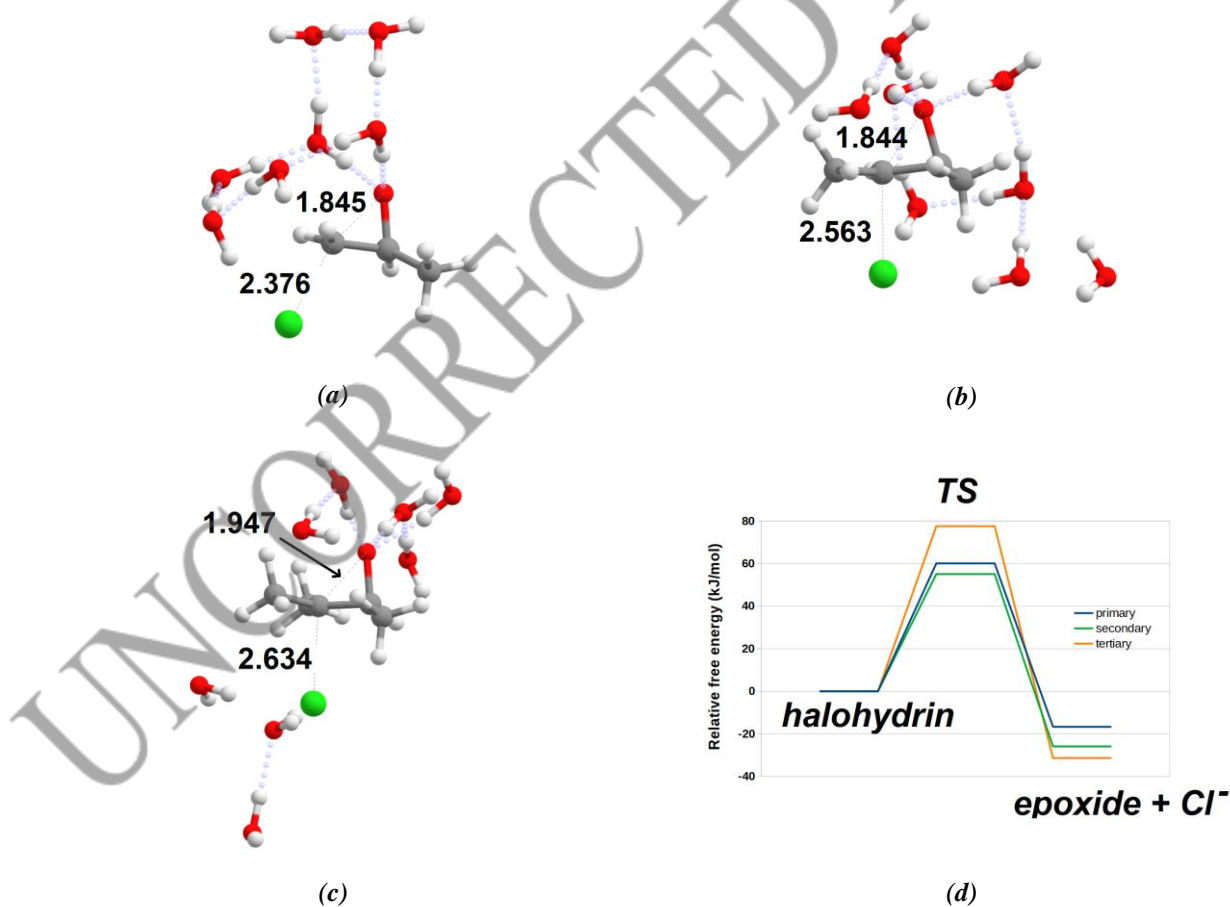 UNCORRECTED
1.845
2.376
(a)
1.844
2.563
(b)
1.947
2.634
(c)
TS
Relative free energy (kJ/mol)
80
60
40
20
0
-20
-40
primary
secondary
tertiary
halohydrin
epoxide + Cl⁻
(d)